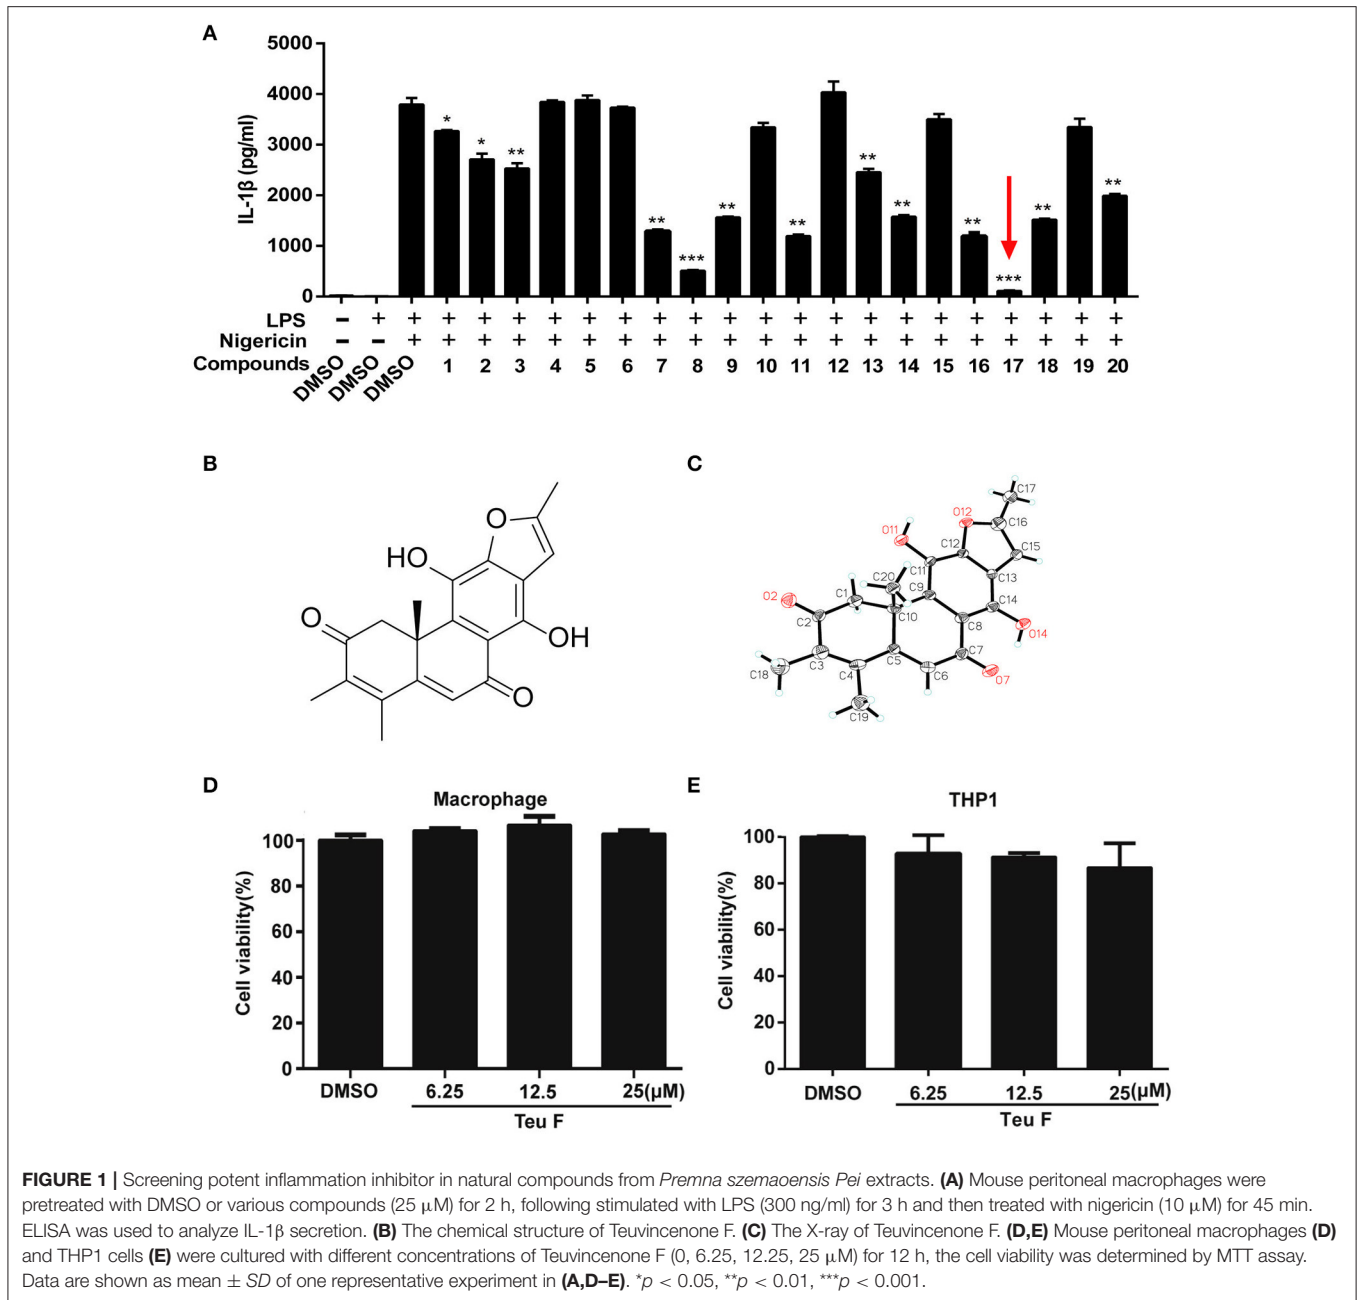 A
5000
4000
3000
2000
1000
0
IL-1β (pg/ml)
* * ** ** *** ** ** ** ** ** *** ** **
LPS − + + + + + + + + + + + + + + + + + + + + + +
Nigericin − − + + + + + + + + + + + + + + + + + + + + +
Compounds DMSO DMSO DMSO 1 2 3 4 5 6 7 8 9 10 11 12 13 14 15 16 17 18 19 20
B
O
HO
O
OH
O
C
C17
O12
C16
O11
C12
C15
C11
C20
C13
C9
C1
C14
O2
C10
C8
C2
O14
C7
C5
C3
C4
C6
O7
C18
C19
D
Macrophage
100
80
60
40
20
0
Cell viability(%)
DMSO 6.25 12.5 25(μM)
Teu F
E
THP1
100
80
60
40
20
0
Cell viability(%)
DMSO 6.25 12.5 25(μM)
Teu F
FIGURE 1 | Screening potent inflammation inhibitor in natural compounds from Premna szemaoensis Pei extracts. (A) Mouse peritoneal macrophages were
pretreated with DMSO or various compounds (25 μM) for 2 h, following stimulated with LPS (300 ng/ml) for 3 h and then treated with nigericin (10 μM) for 45 min.
ELISA was used to analyze IL-1β secretion. (B) The chemical structure of Teuvincenone F. (C) The X-ray of Teuvincenone F. (D,E) Mouse peritoneal macrophages (D)
and THP1 cells (E) were cultured with different concentrations of Teuvincenone F (0, 6.25, 12.25, 25 μM) for 12 h, the cell viability was determined by MTT assay.
Data are shown as mean ± SD of one representative experiment in (A,D–E). *p < 0.05, **p < 0.01, ***p < 0.001.